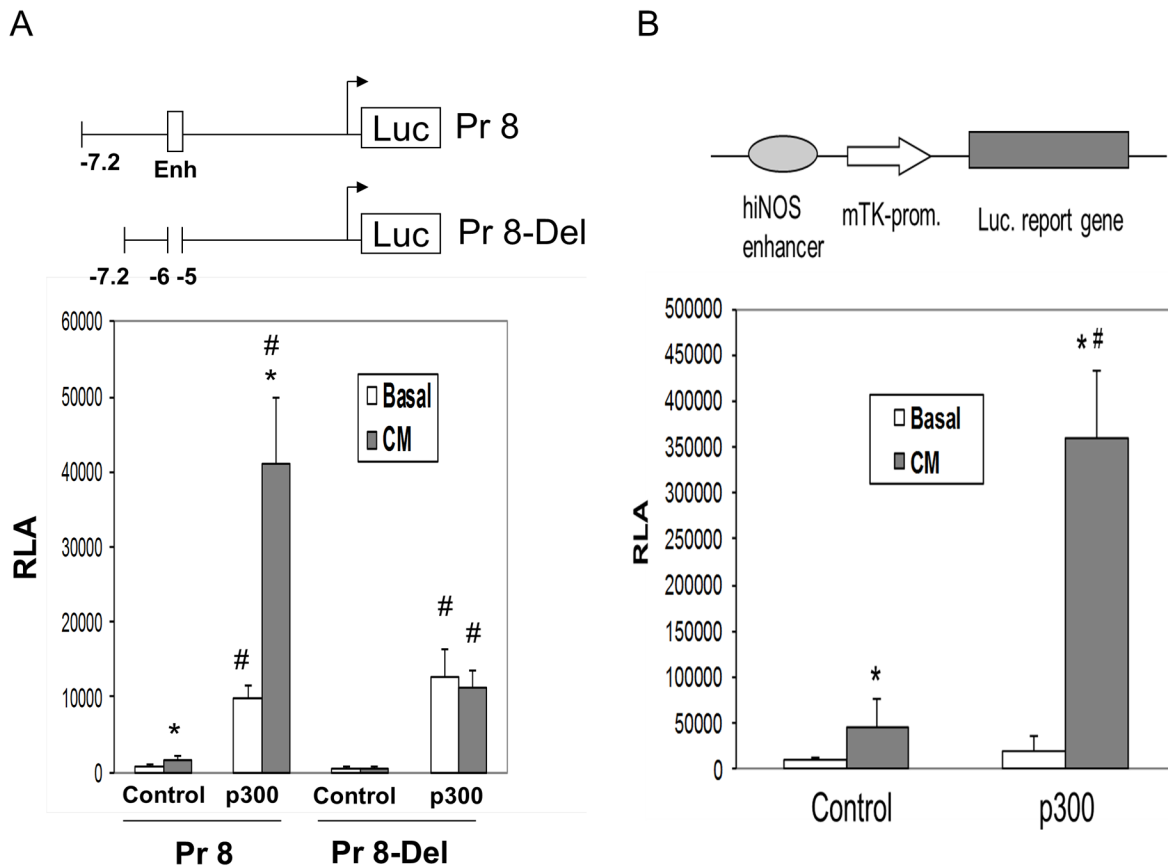 A
Luc
Pr 8
-7.2
Enh
Luc
Pr 8-Del
-7.2
-6
-5
60000
50000
40000
30000
20000
10000
0
RLA
Basal
CM
*
#
#
*
#
#
Control
p300
Control
p300
Pr 8
Pr 8-Del
B
hiNOS
enhancer
mTK-prom.
Luc. report gene
500000
450000
400000
350000
300000
250000
200000
150000
100000
50000
0
RLA
Basal
CM
*
* #
Control
p300